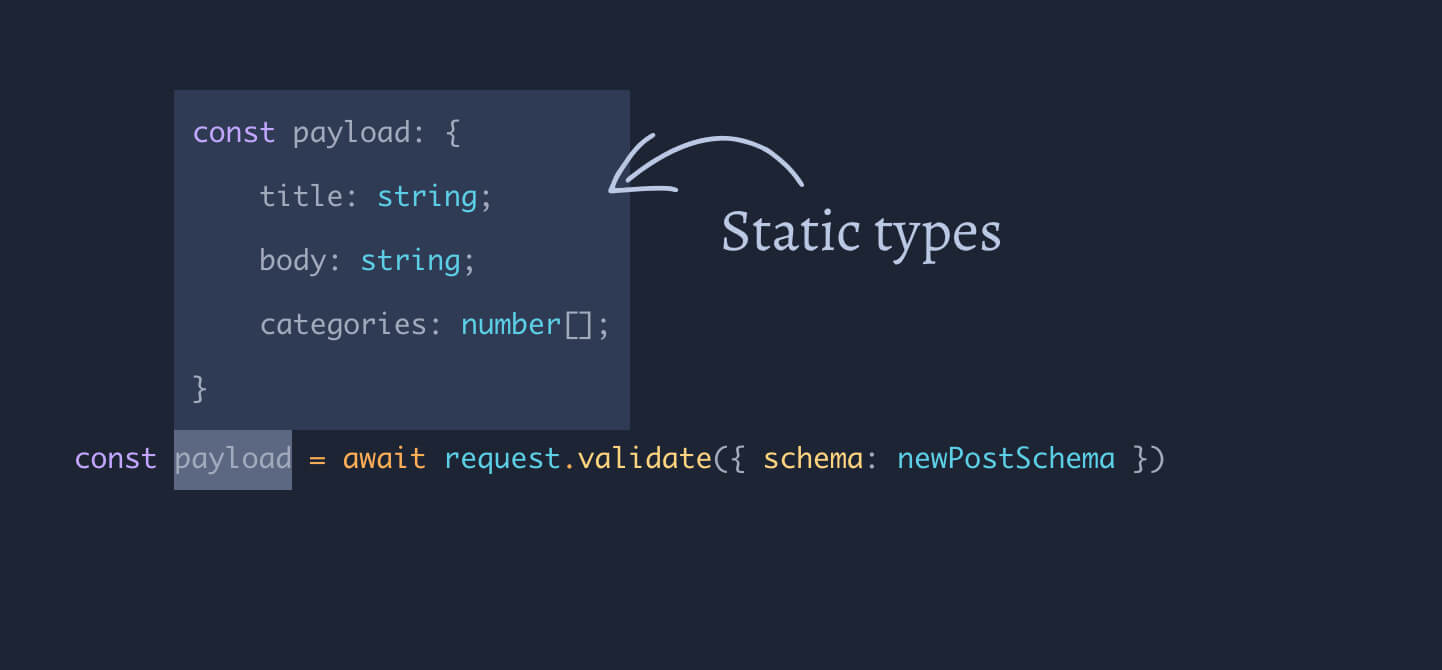 const payload: {
    title: string;
    body: string;
    categories: number[];
}
Static types
const payload = await request.validate({ schema: newPostSchema })